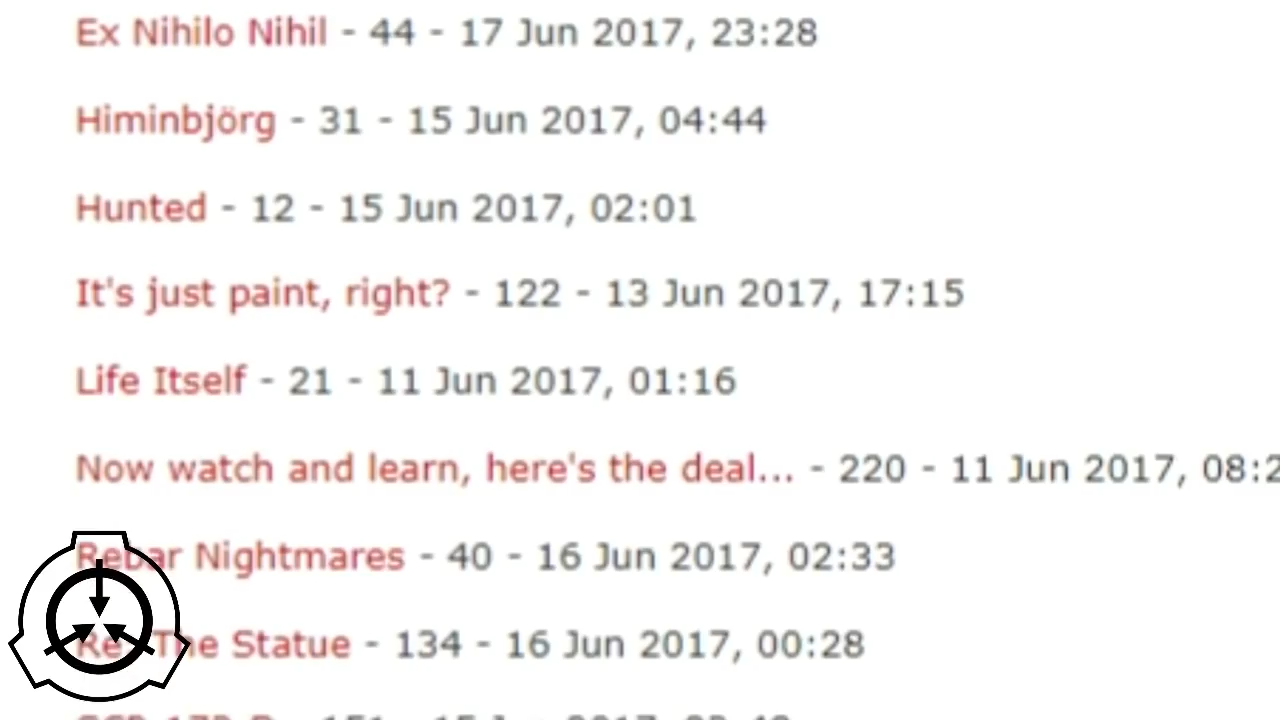 Ex Nihilo Nihil - 44 - 17 Jun 2017, 23:28
Himinbjörg - 31 - 15 Jun 2017, 04:44
Hunted - 12 - 15 Jun 2017, 02:01
It's just paint, right? - 122 - 13 Jun 2017, 17:15
Life Itself - 21 - 11 Jun 2017, 01:16
Now watch and learn, here's the deal... - 220 - 11 Jun 2017, 08:2
Rebar Nightmares - 40 - 16 Jun 2017, 02:33
The Statue - 134 - 16 Jun 2017, 00:28